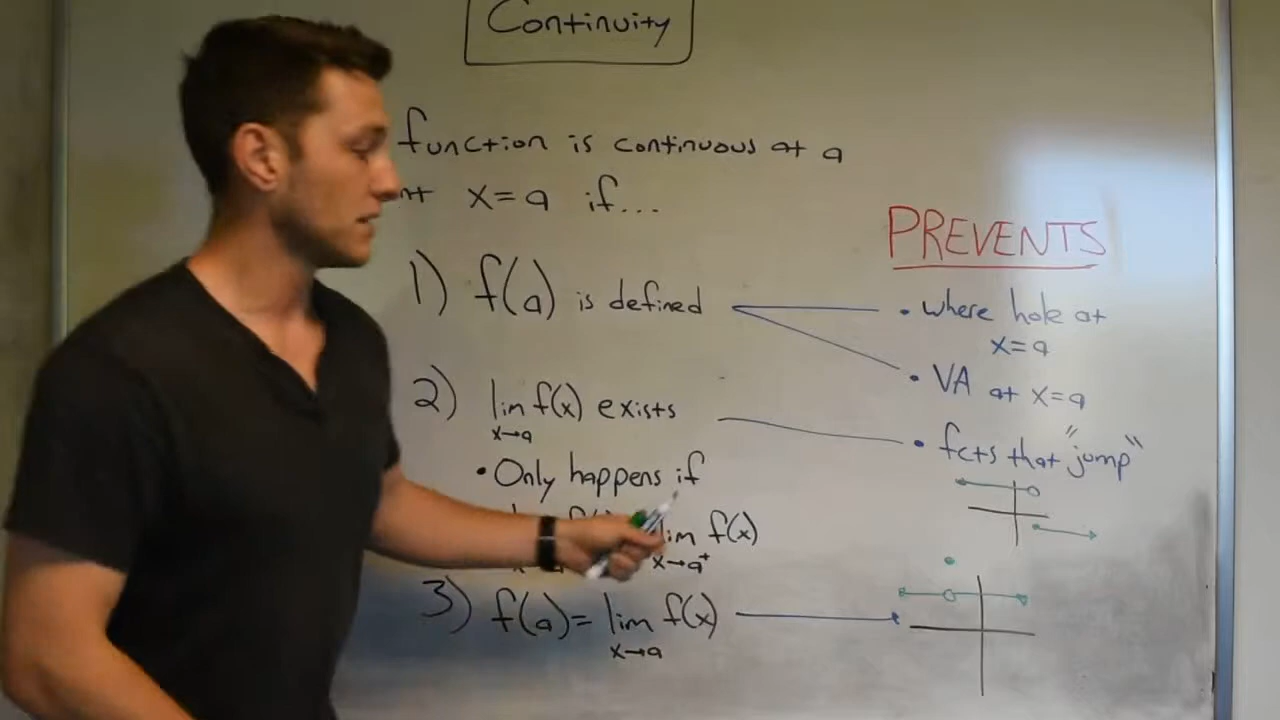 Continuity
function is continuous at a
x=a if...
PREVENTS
1) f(a) is defined
• where hole at
x=a
• VA at x=a
2) lim f(x) exists
x→a
• fcts that "jump"
• Only happens if
lim f(x)
x→a⁺
3) f(a)= lim f(x)
x→a